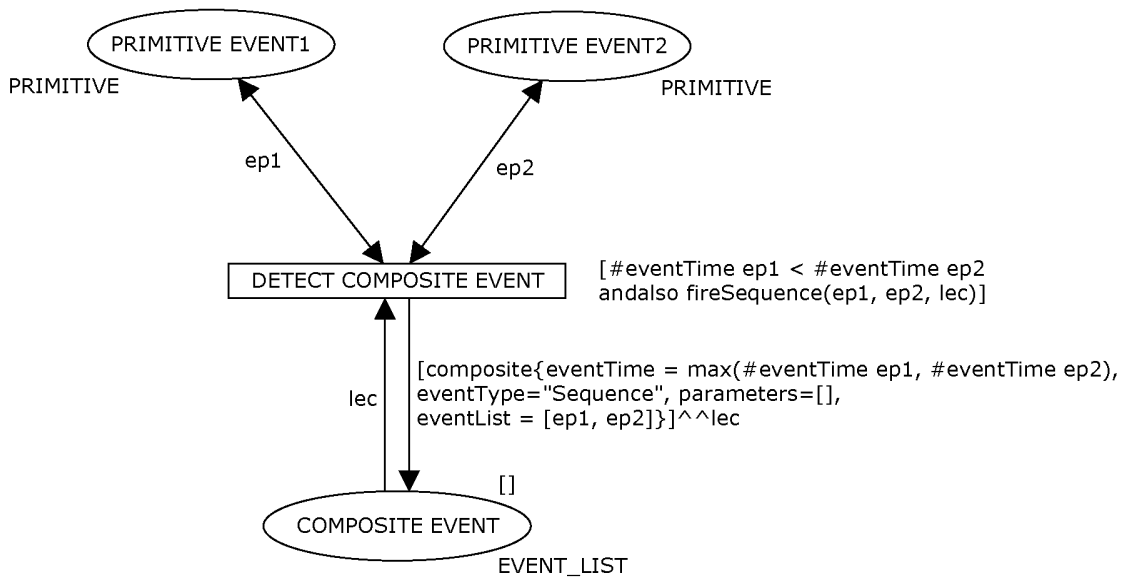 PRIMITIVE EVENT1
PRIMITIVE EVENT2
PRIMITIVE
PRIMITIVE
ep1
ep2
DETECT COMPOSITE EVENT
[#eventTime ep1 < #eventTime ep2
andalso fireSequence(ep1, ep2, lec)]
lec
[composite{eventTime = max(#eventTime ep1, #eventTime ep2),
eventType="Sequence", parameters=[],
eventList = [ep1, ep2]}]^^lec
[]
COMPOSITE EVENT
EVENT_LIST